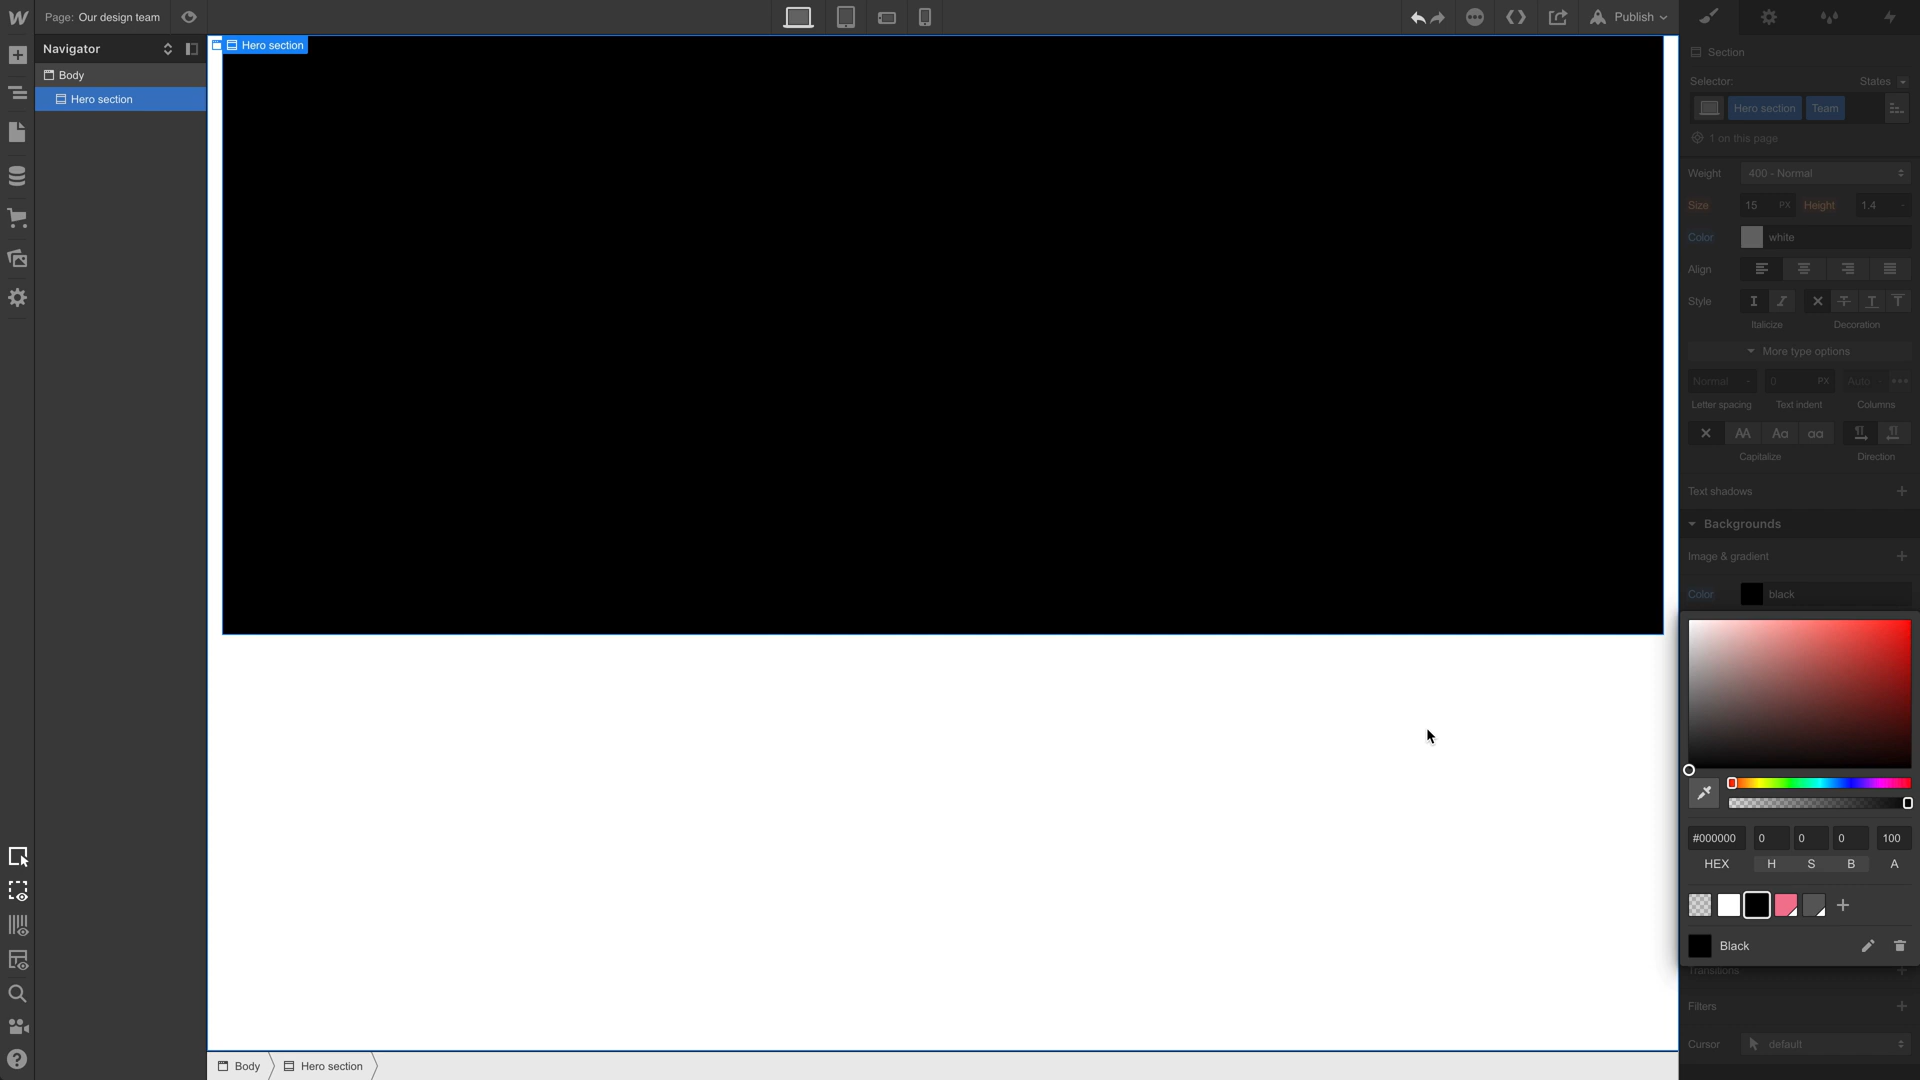 Page: Our design team
Publish
Navigator
Body
Hero section
Hero section
Section
Selector:
States
Hero section
Team
1 on this page
Weight
400 - Normal
Size
15
PX
Height
1.4
-
Color
white
Align
Style
Italicize
Decoration
More type options
Normal
-
0
PX
Auto
Letter spacing
Text indent
Columns
AA
Aa
aa
Capitalize
Direction
Text shadows
Backgrounds
Image & gradient
Color
black
#000000
0
0
0
100
HEX
H
S
B
A
Black
Transitions
Filters
Cursor
default
Body
Hero section